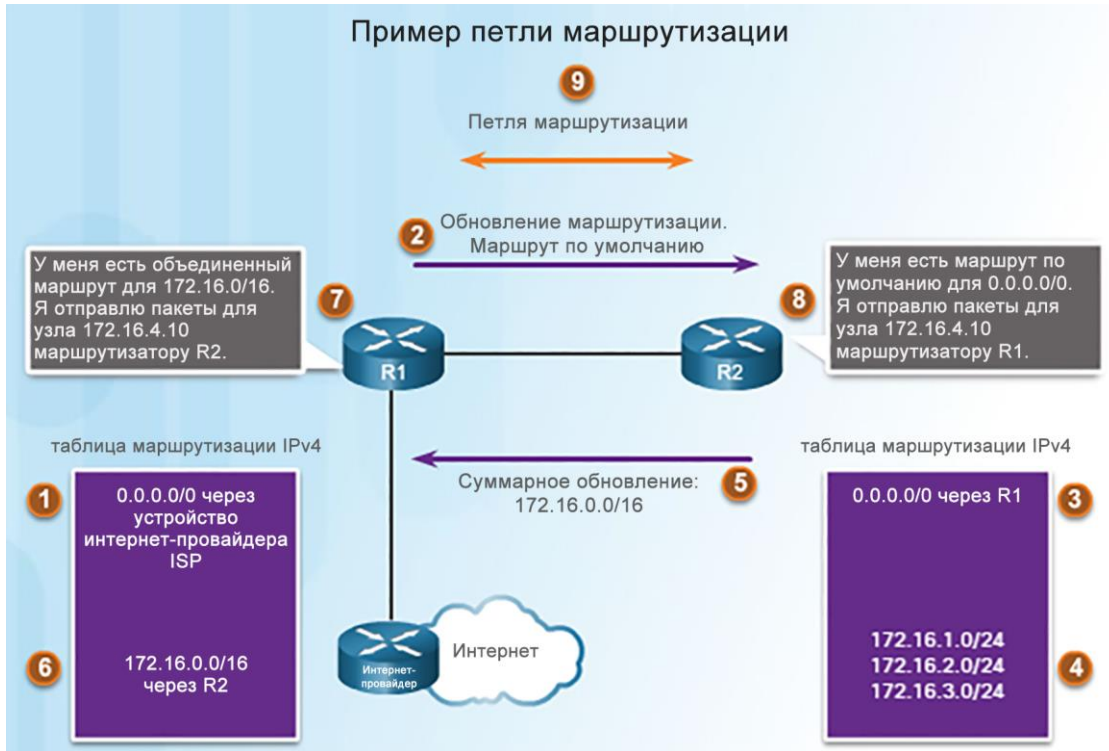 Пример петли маршрутизации
9
Петля маршрутизации
2
Обновление маршрутизации.
Маршрут по умолчанию
У меня есть объединенный
маршрут для 172.16.0/16.
Я отправлю пакеты для
узла 172.16.4.10
маршрутизатору R2.
7
R1
R2
8
У меня есть маршрут по
умолчанию для 0.0.0.0/0.
Я отправлю пакеты для
узла 172.16.4.10
маршрутизатору R1.
таблица маршрутизации IPv4
1
0.0.0.0/0 через
устройство
интернет-провайдера
ISP
6
172.16.0.0/16
через R2
Суммарное обновление:
172.16.0.0/16
5
Интернет-
провайдер
Интернет
таблица маршрутизации IPv4
0.0.0.0/0 через R1
3
172.16.1.0/24
172.16.2.0/24
172.16.3.0/24
4